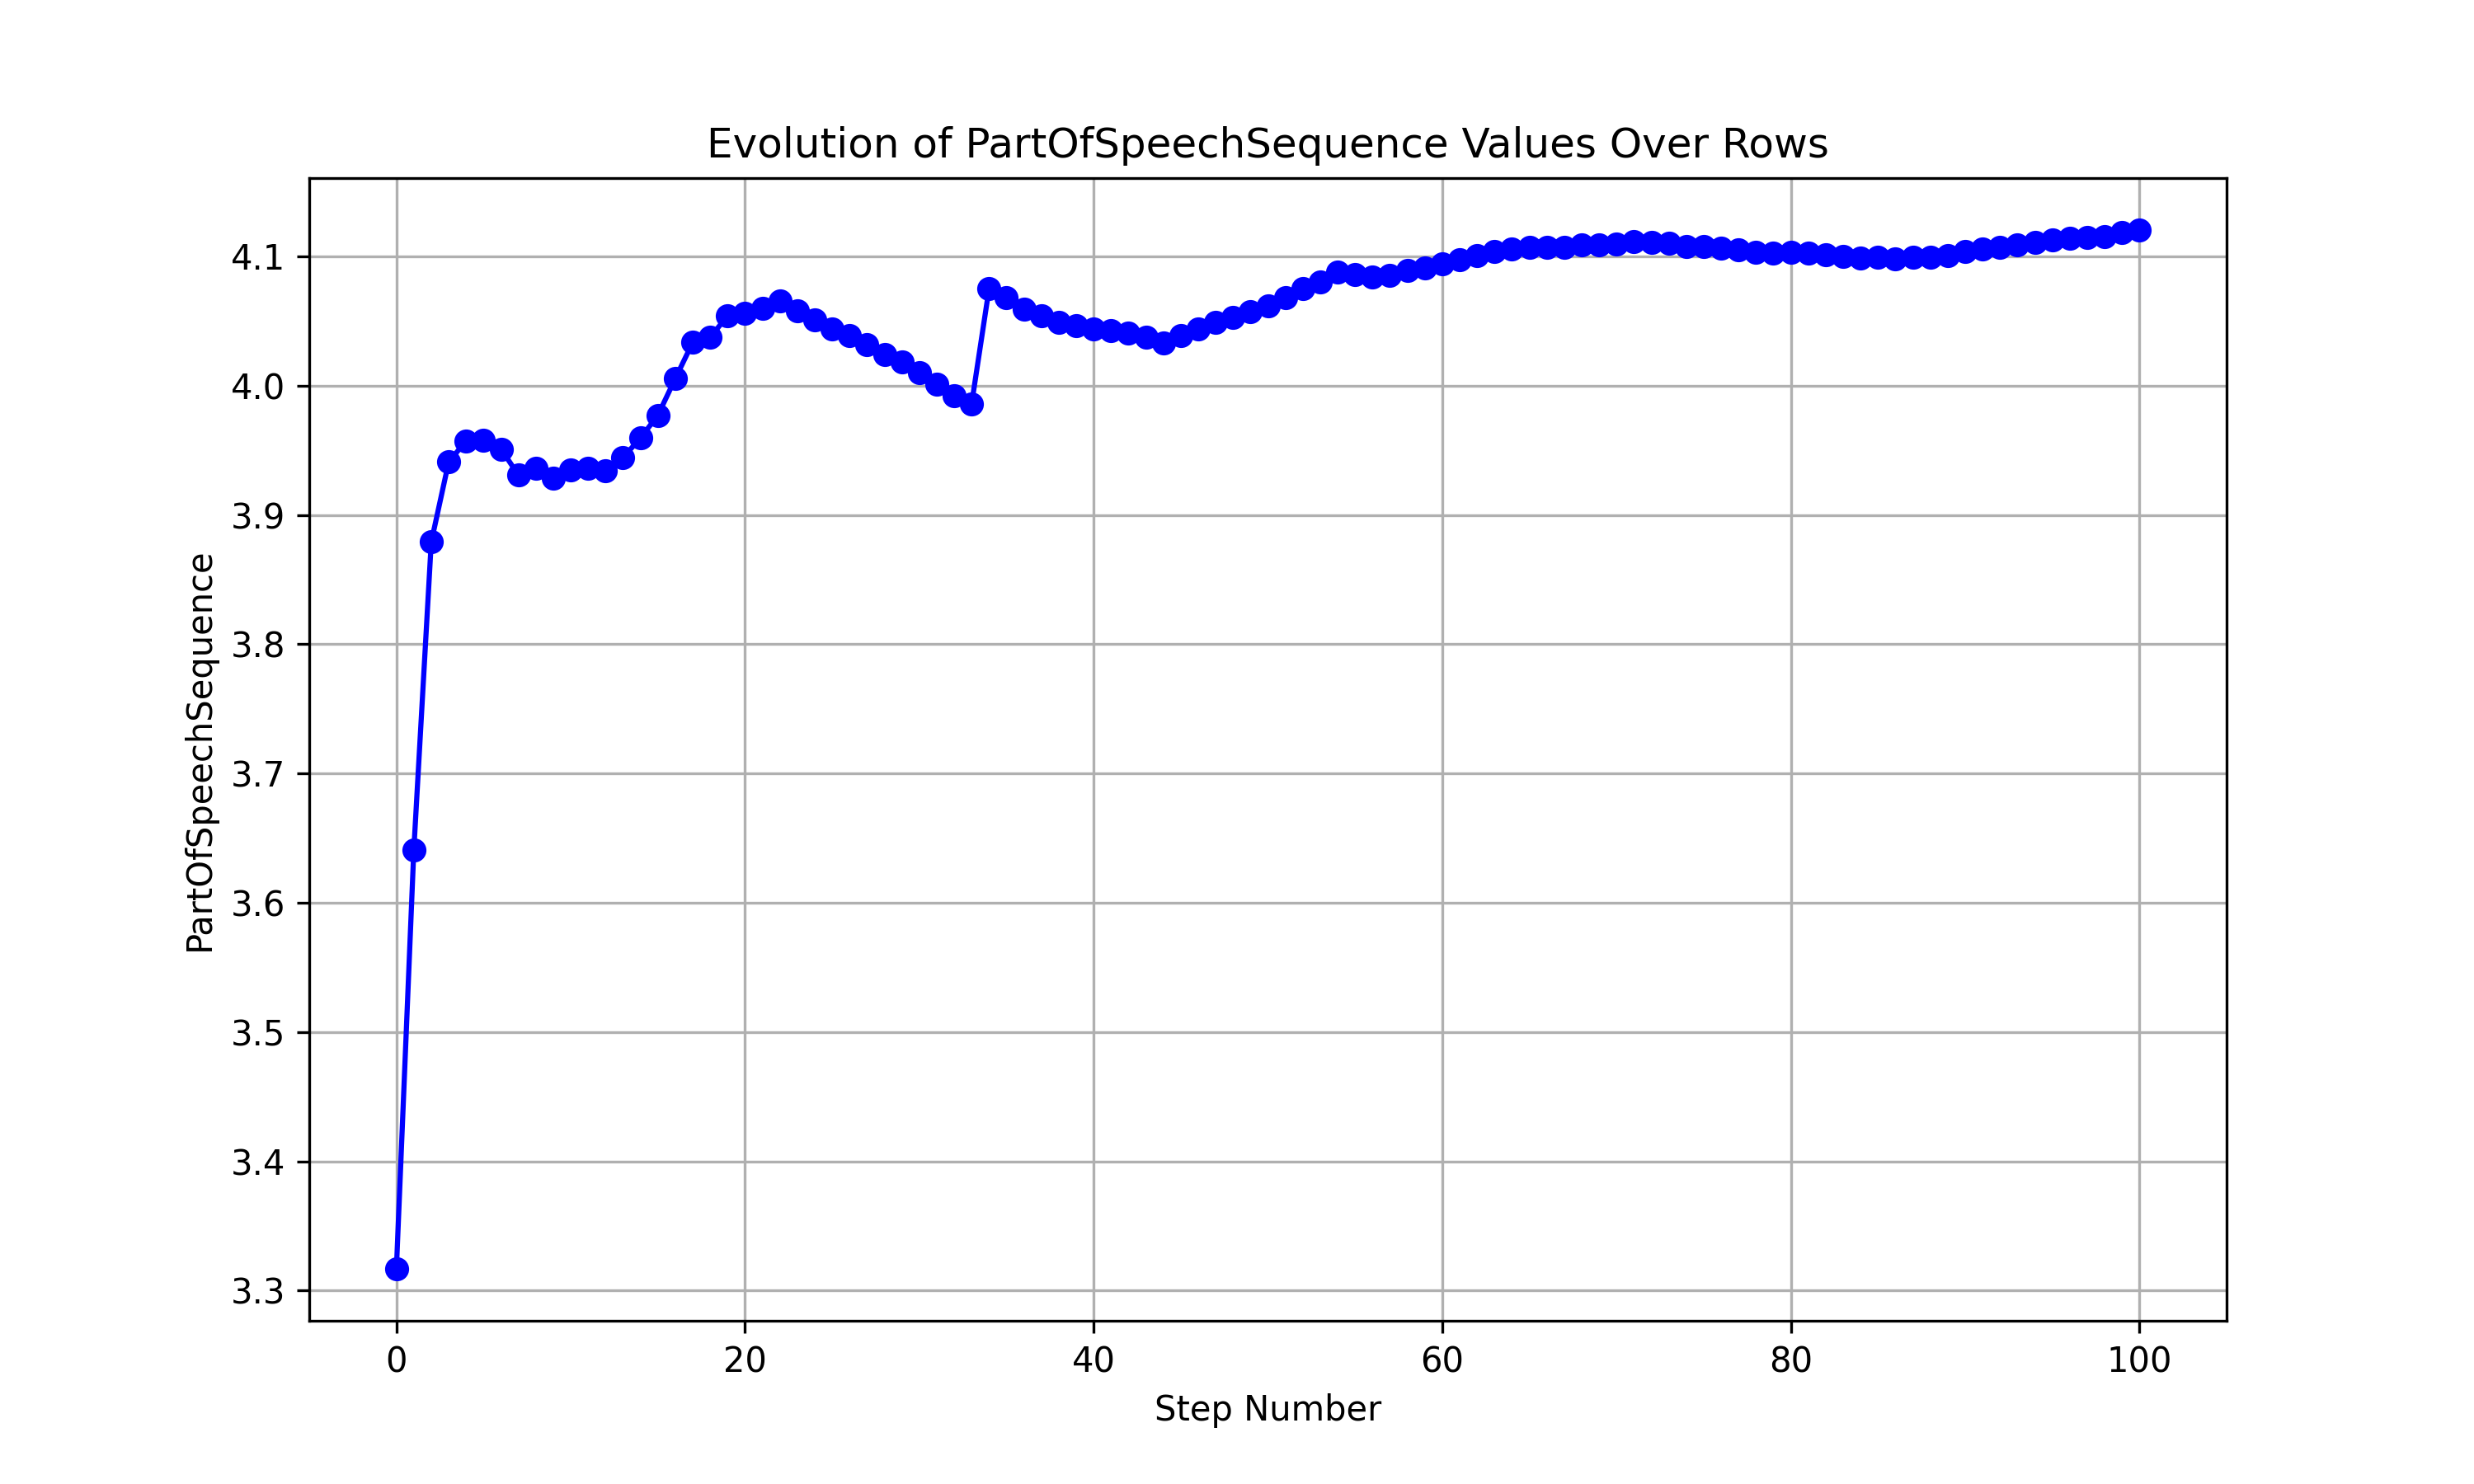 Evolution of PartOfSpeechSequence Values Over Rows
PartOfSpeechSequence
4.1
4.0
3.9
3.8
3.7
3.6
3.5
3.4
3.3
0 20 40 60 80 100
Step Number